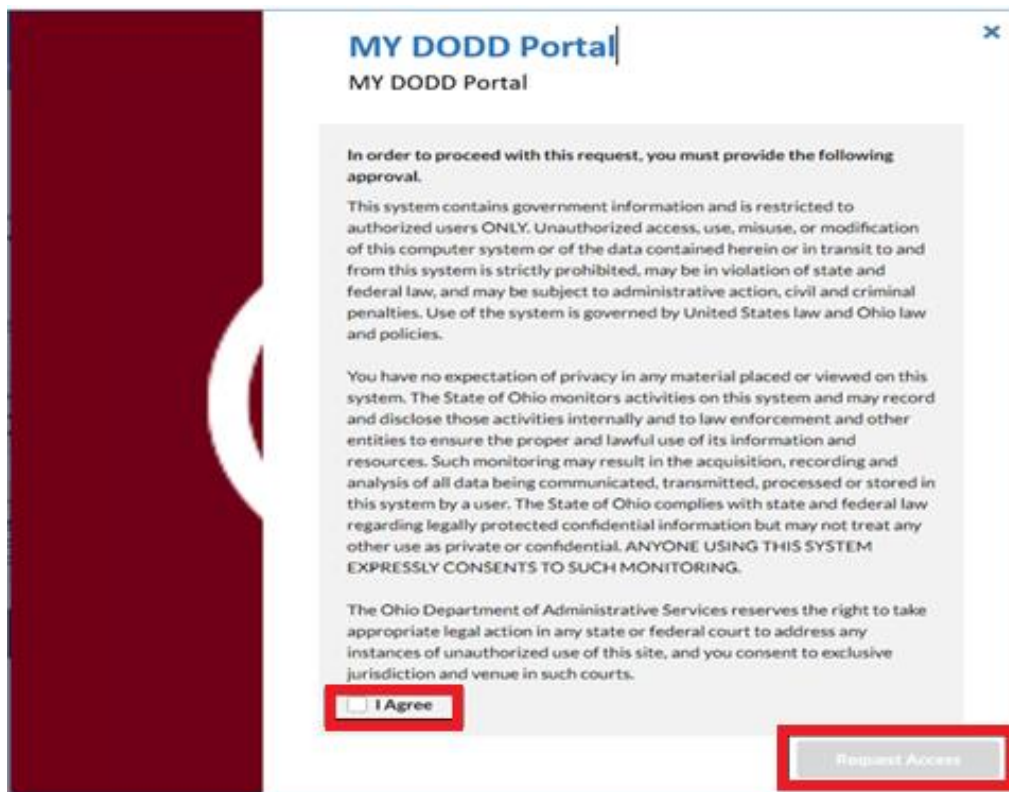 MY DODD Portal
MY DODD Portal
In order to proceed with this request, you must provide the following
approval.
This system contains government information and is restricted to
authorized users ONLY. Unauthorized access, use, misuse, or modification
of this computer system or of the data contained herein or in transit to and
from this system is strictly prohibited, may be in violation of state and
federal law, and may be subject to administrative action, civil and criminal
penalties. Use of the system is governed by United States law and Ohio law
and policies.
You have no expectation of privacy in any material placed or viewed on this
system. The State of Ohio monitors activities on this system and may record
and disclose those activities internally and to law enforcement and other
entities to ensure the proper and lawful use of its information and
resources. Such monitoring may result in the acquisition, recording and
analysis of all data being communicated, transmitted, processed or stored in
this system by a user. The State of Ohio complies with state and federal law
regarding legally protected confidential information but may not treat any
other use as private or confidential. ANYONE USING THIS SYSTEM
EXPRESSLY CONSENTS TO SUCH MONITORING.
The Ohio Department of Administrative Services reserves the right to take
appropriate legal action in any state or federal court to address any
instances of unauthorized use of this site, and you consent to exclusive
jurisdiction and venue in such courts.
I Agree
Request Access